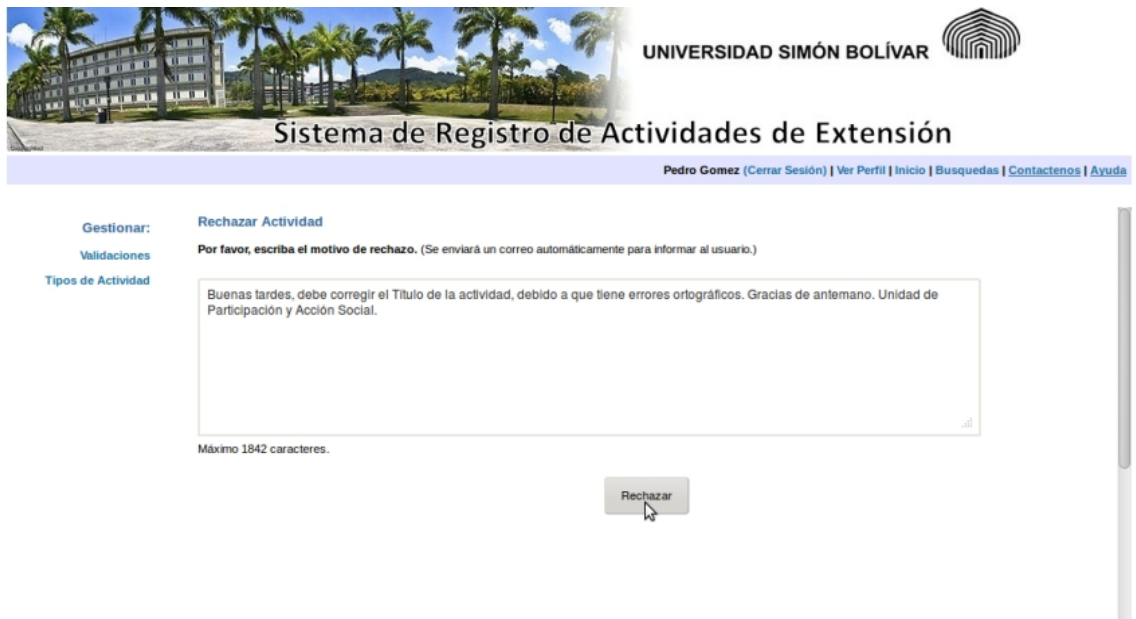 UNIVERSIDAD SIMÓN BOLÍVAR
Sistema de Registro de Actividades de Extensión
Pedro Gomez (Cerrar Sesión) | Ver Perfil | Inicio | Busquedas | Contactenos | Ayuda
Gestionar:
Validaciones
Tipos de Actividad
Rechazar Actividad
Por favor, escriba el motivo de rechazo. (Se enviará un correo automáticamente para informar al usuario.)
Buenas tardes, debe corregir el Título de la actividad, debido a que tiene errores ortográficos. Gracias de antemano. Unidad de
Participación y Acción Social.
Máximo 1842 caracteres.
Rechazar